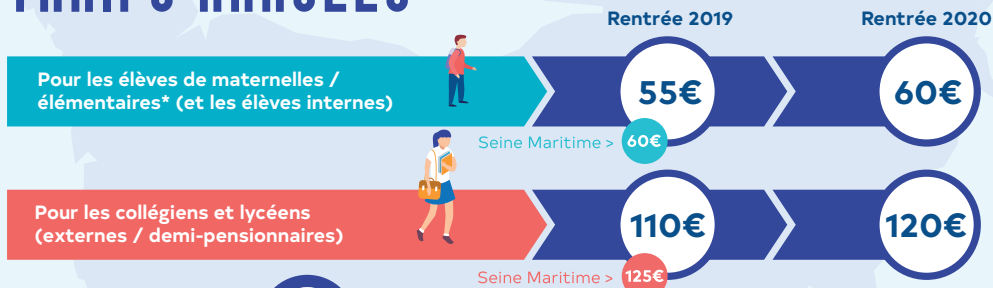 Rentrée 2019
Rentrée 2020
Pour les élèves de maternelles /
élémentaires* (et les élèves internes)
55€
60€
Seine Maritime > 60€
Pour les collégiens et lycéens
(externes / demi-pensionnaires)
110€
120€
Seine Maritime > 125€